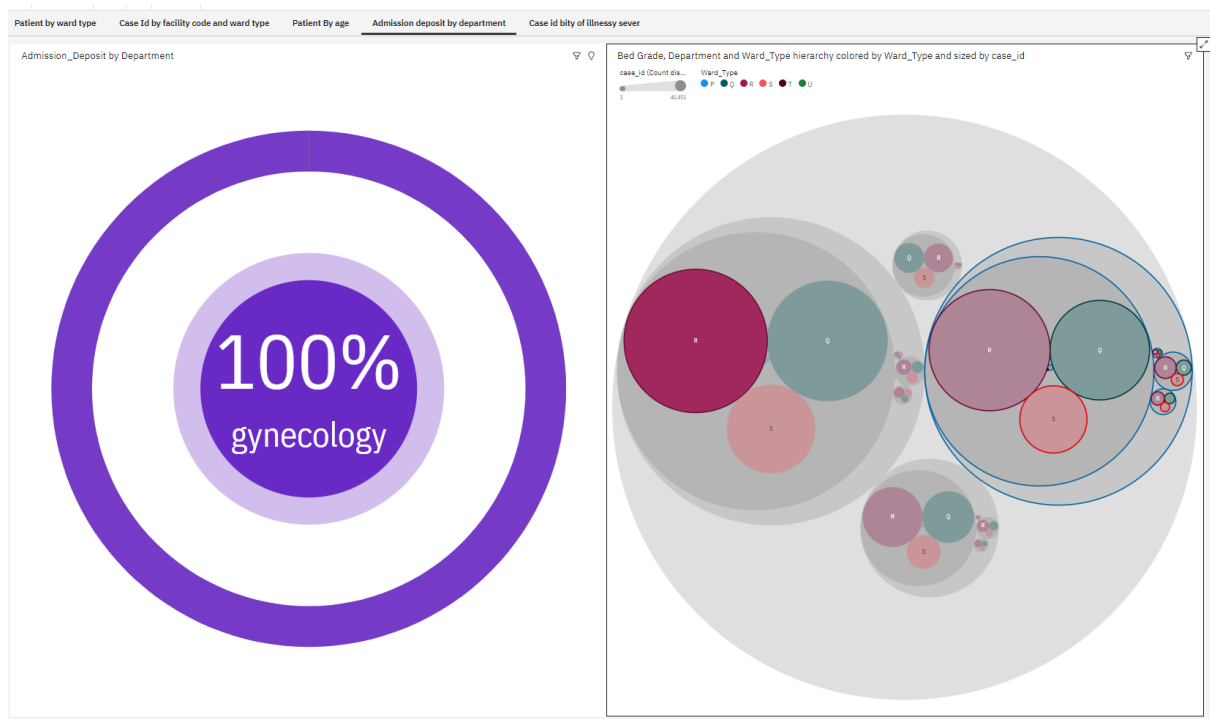 Patient by ward type
Case Id by facility code and ward type
Patient By age
Admission deposit by department
Case id bity of illnessy sever
Admission_Deposit by Department
100%
gynecology
Bed Grade, Department and Ward_Type hierarchy colored by Ward_Type and sized by case_id
case_id (Count dis...
1
Ward_Type
P Q R S T U
R
Q
S
Q
R
S
R
R
Q
S
R
Q
S
R
R
Q
S
R